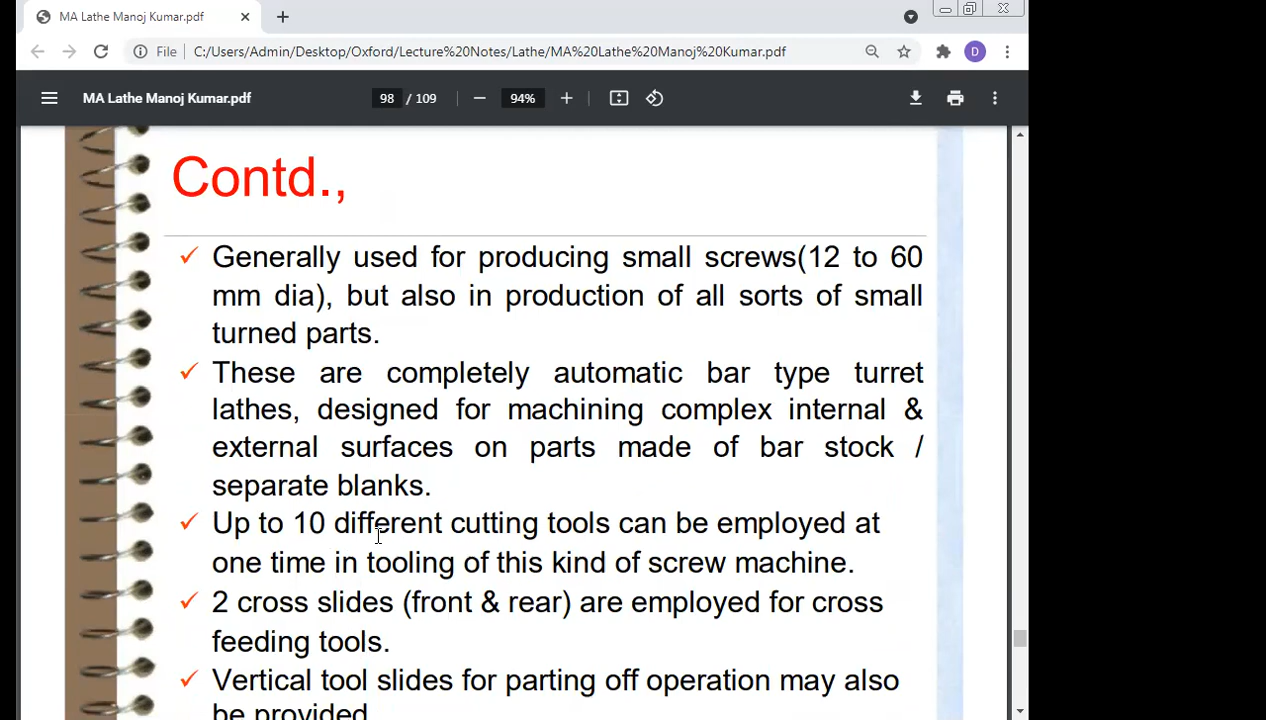 MA Lathe Manoj Kumar.pdf
File C:/Users/Admin/Desktop/Oxford/Lecture%20Notes/Lathe/MA%20Lathe%20Manoj%20Kumar.pdf
D
MA Lathe Manoj Kumar.pdf 98 / 109 94%
Contd.,
Generally used for producing small screws(12 to 60
mm dia), but also in production of all sorts of small
turned parts.
These are completely automatic bar type turret
lathes, designed for machining complex internal &
external surfaces on parts made of bar stock /
separate blanks.
Up to 10 different cutting tools can be employed at
one time in tooling of this kind of screw machine.
2 cross slides (front & rear) are employed for cross
feeding tools.
Vertical tool slides for parting off operation may also
be provided